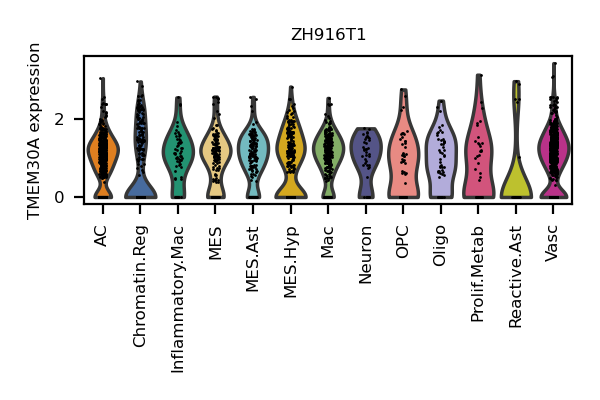 ZH916T1
TMEM30A expression
2
0
AC
Chromatin.Reg
Inflammatory.Mac
MES
MES.Ast
MES.Hyp
Mac
Neuron
OPC
Oligo
Prolif.Metab
Reactive.Ast
Vasc